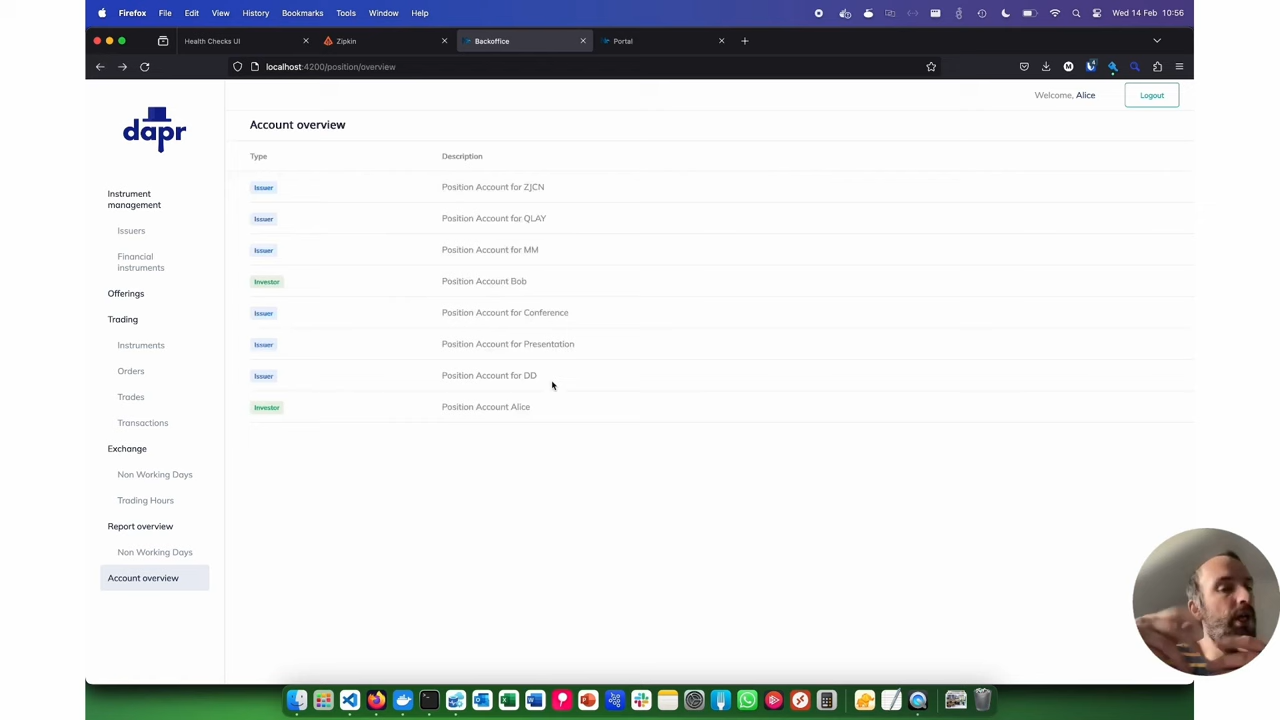 Firefox File Edit View History Bookmarks Tools Window Help Wed 14 Feb 10:56
Health Checks UI Zipkin Backoffice Portal
localhost:4200/position/overview
Welcome, Alice Logout
dapr
Account overview
Type Description
Issuer Position Account for ZJCN
Issuer Position Account for QLAY
Issuer Position Account for MM
Investor Position Account Bob
Issuer Position Account for Conference
Issuer Position Account for Presentation
Issuer Position Account for DD
Investor Position Account Alice
Instrument
management
Issuers
Financial
instruments
Offerings
Trading
Instruments
Orders
Trades
Transactions
Exchange
Non Working Days
Trading Hours
Report overview
Non Working Days
Account overview